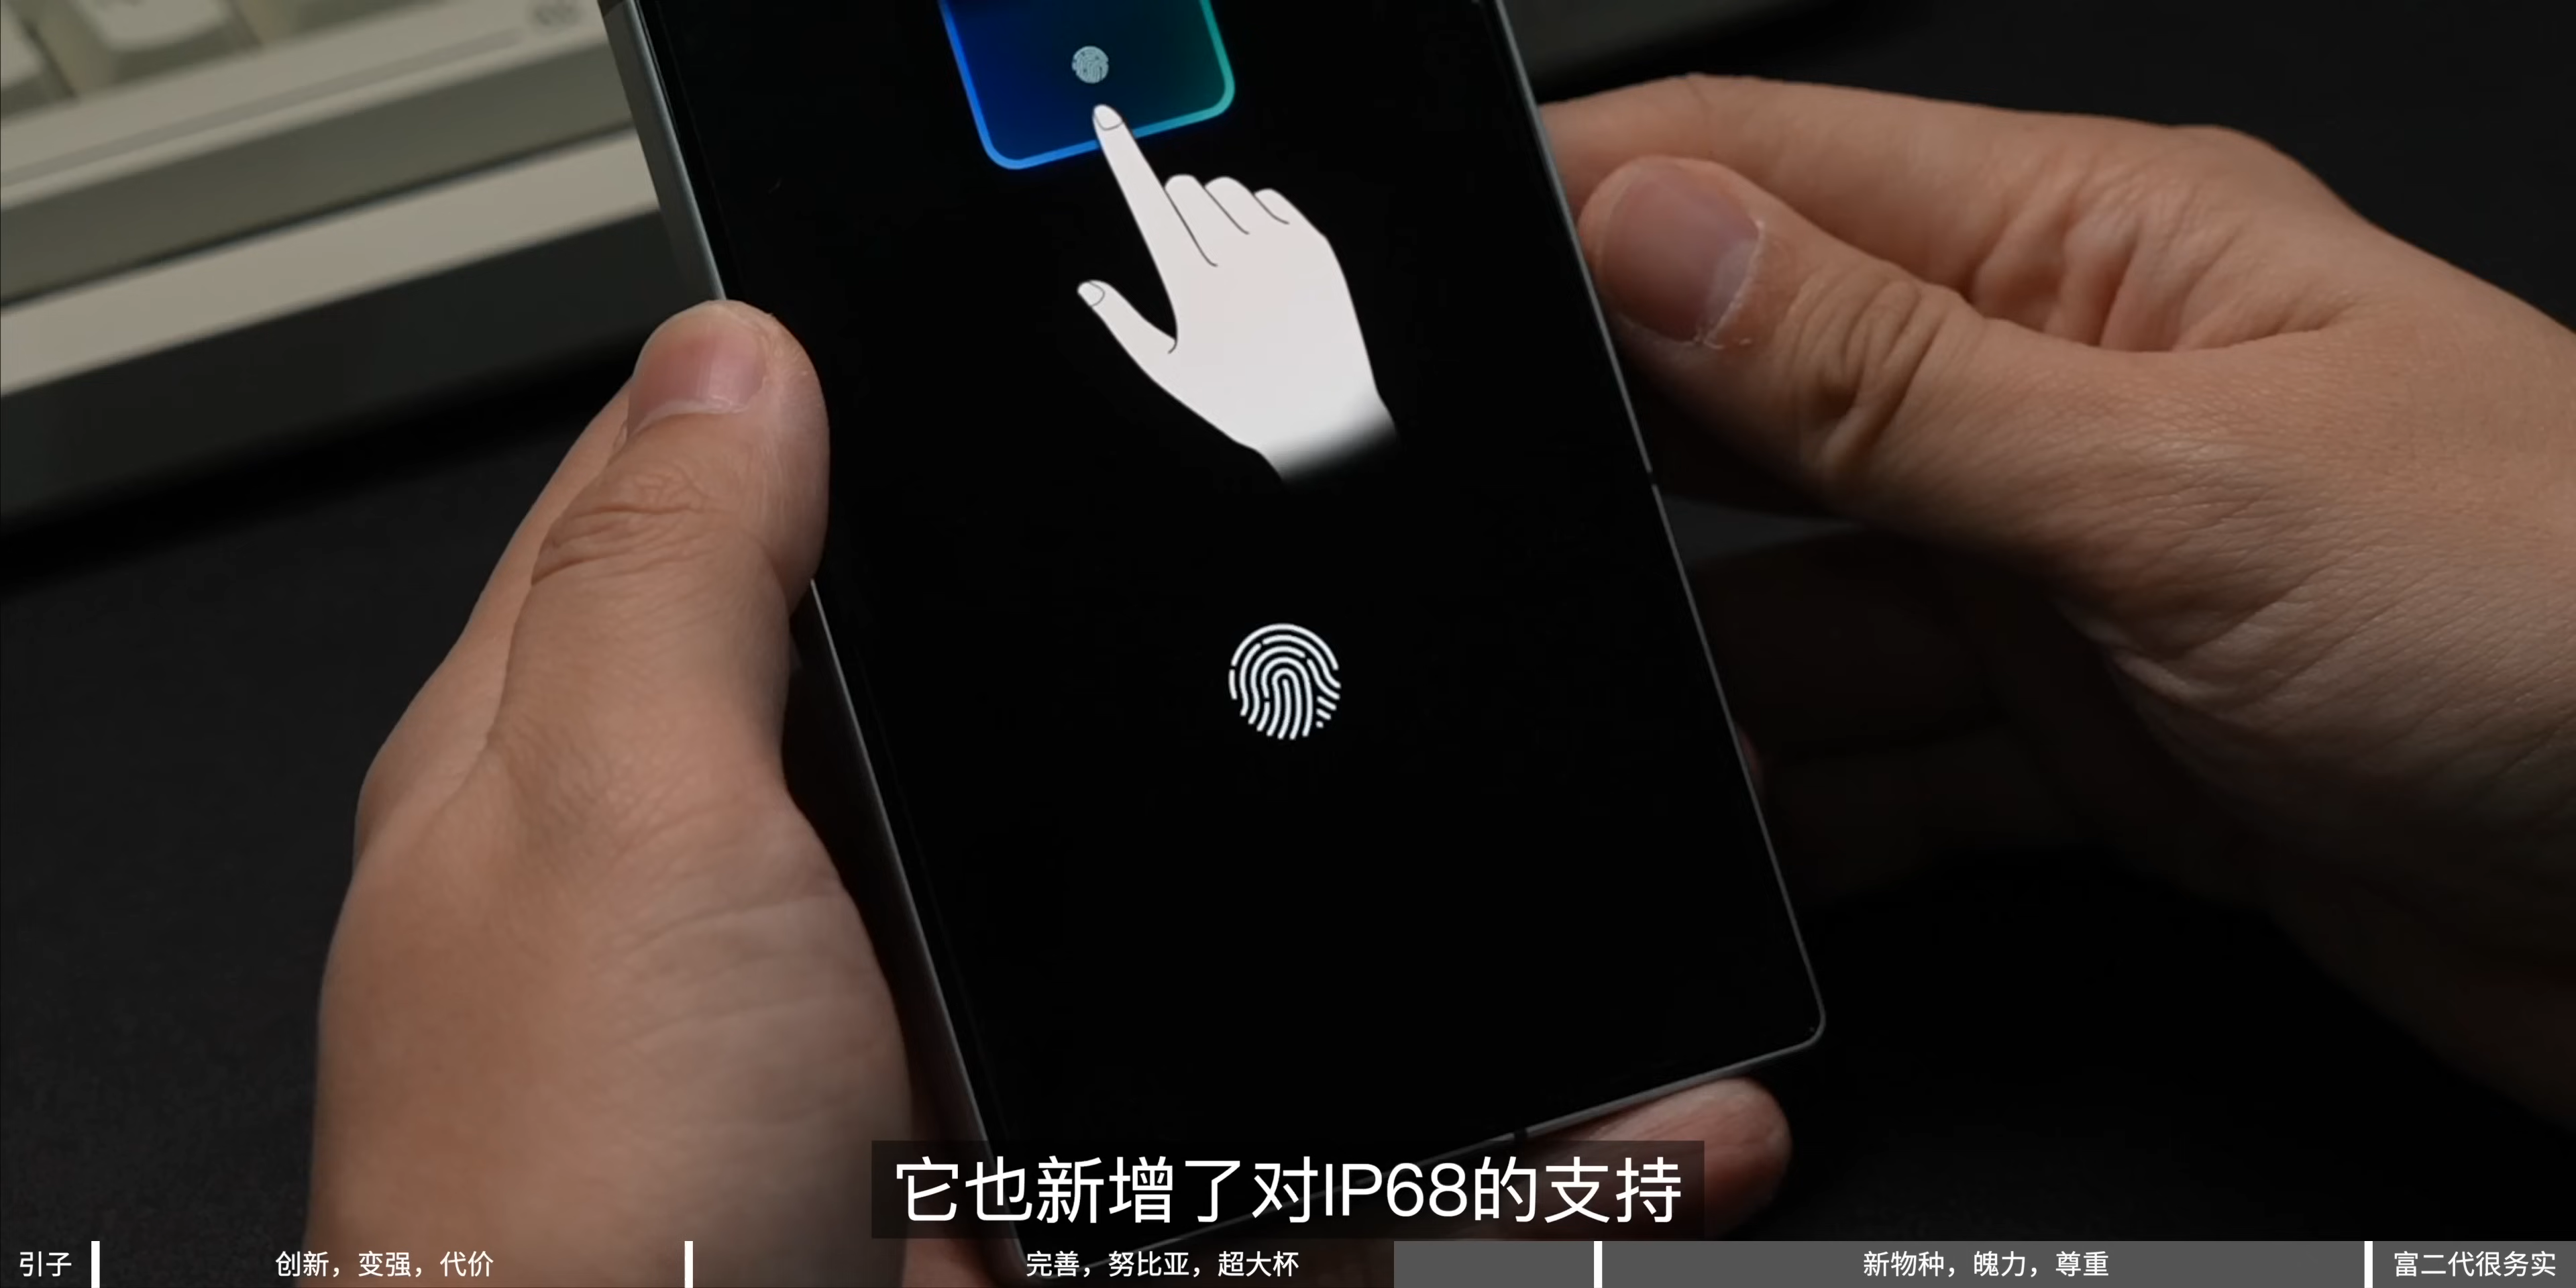 它也新增了对IP68的支持
引子
创新，变强，代价
完善，努比亚，超大杯
新物种，魄力，尊重
富二代很务实